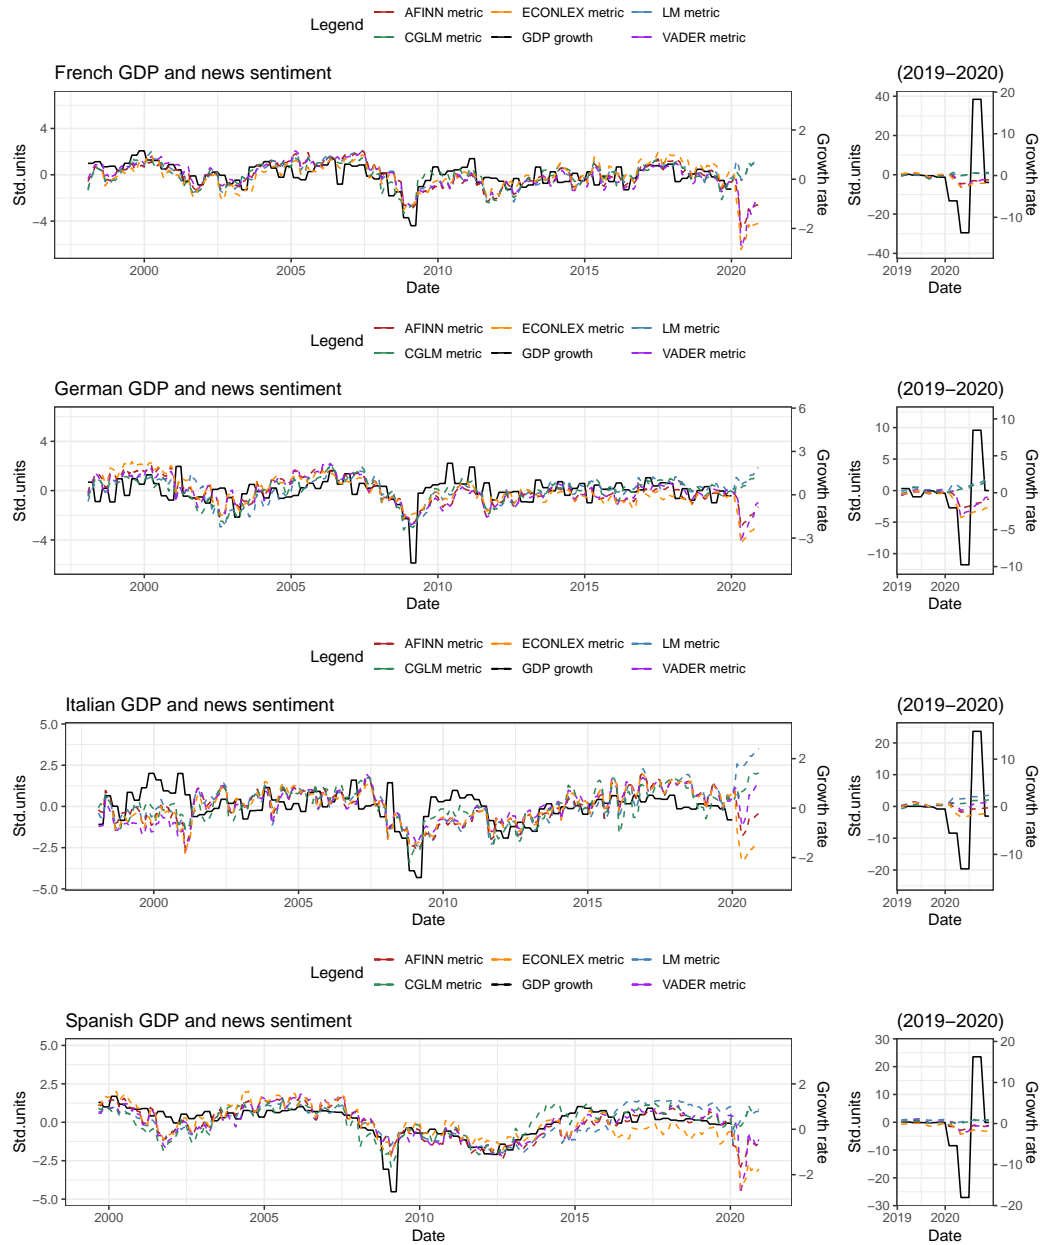 Legend AFINN metric ECONLEX metric LM metric
CGLM metric GDP growth VADER metric
French GDP and news sentiment (2019−2020)
Std.units
4
0
−4
2
0
−2
Growth rate
2000 2005 2010 2015 2020
Date
Std.units
40
20
0
−20
−40
20
10
0
−10
Growth rate
2019 2020
Date
Legend AFINN metric ECONLEX metric LM metric
CGLM metric GDP growth VADER metric
German GDP and news sentiment (2019−2020)
Std.units
4
0
−4
6
3
0
−3
Growth rate
2000 2005 2010 2015 2020
Date
Std.units
10
5
0
−5
−10
10
5
0
−5
−10
Growth rate
2019 2020
Date
Legend AFINN metric ECONLEX metric LM metric
CGLM metric GDP growth VADER metric
Italian GDP and news sentiment (2019−2020)
Std.units
5.0
2.5
0.0
−2.5
−5.0
2
0
−2
Growth rate
2000 2005 2010 2015 2020
Date
Std.units
20
10
0
−10
−20
10
0
−10
Growth rate
2019 2020
Date
Legend AFINN metric ECONLEX metric LM metric
CGLM metric GDP growth VADER metric
Spanish GDP and news sentiment (2019−2020)
Std.units
5.0
2.5
0.0
−2.5
−5.0
2
0
−2
Growth rate
2000 2005 2010 2015 2020
Date
Std.units
30
20
10
0
−10
−20
−30
20
10
0
−10
−20
Growth rate
2019 2020
Date